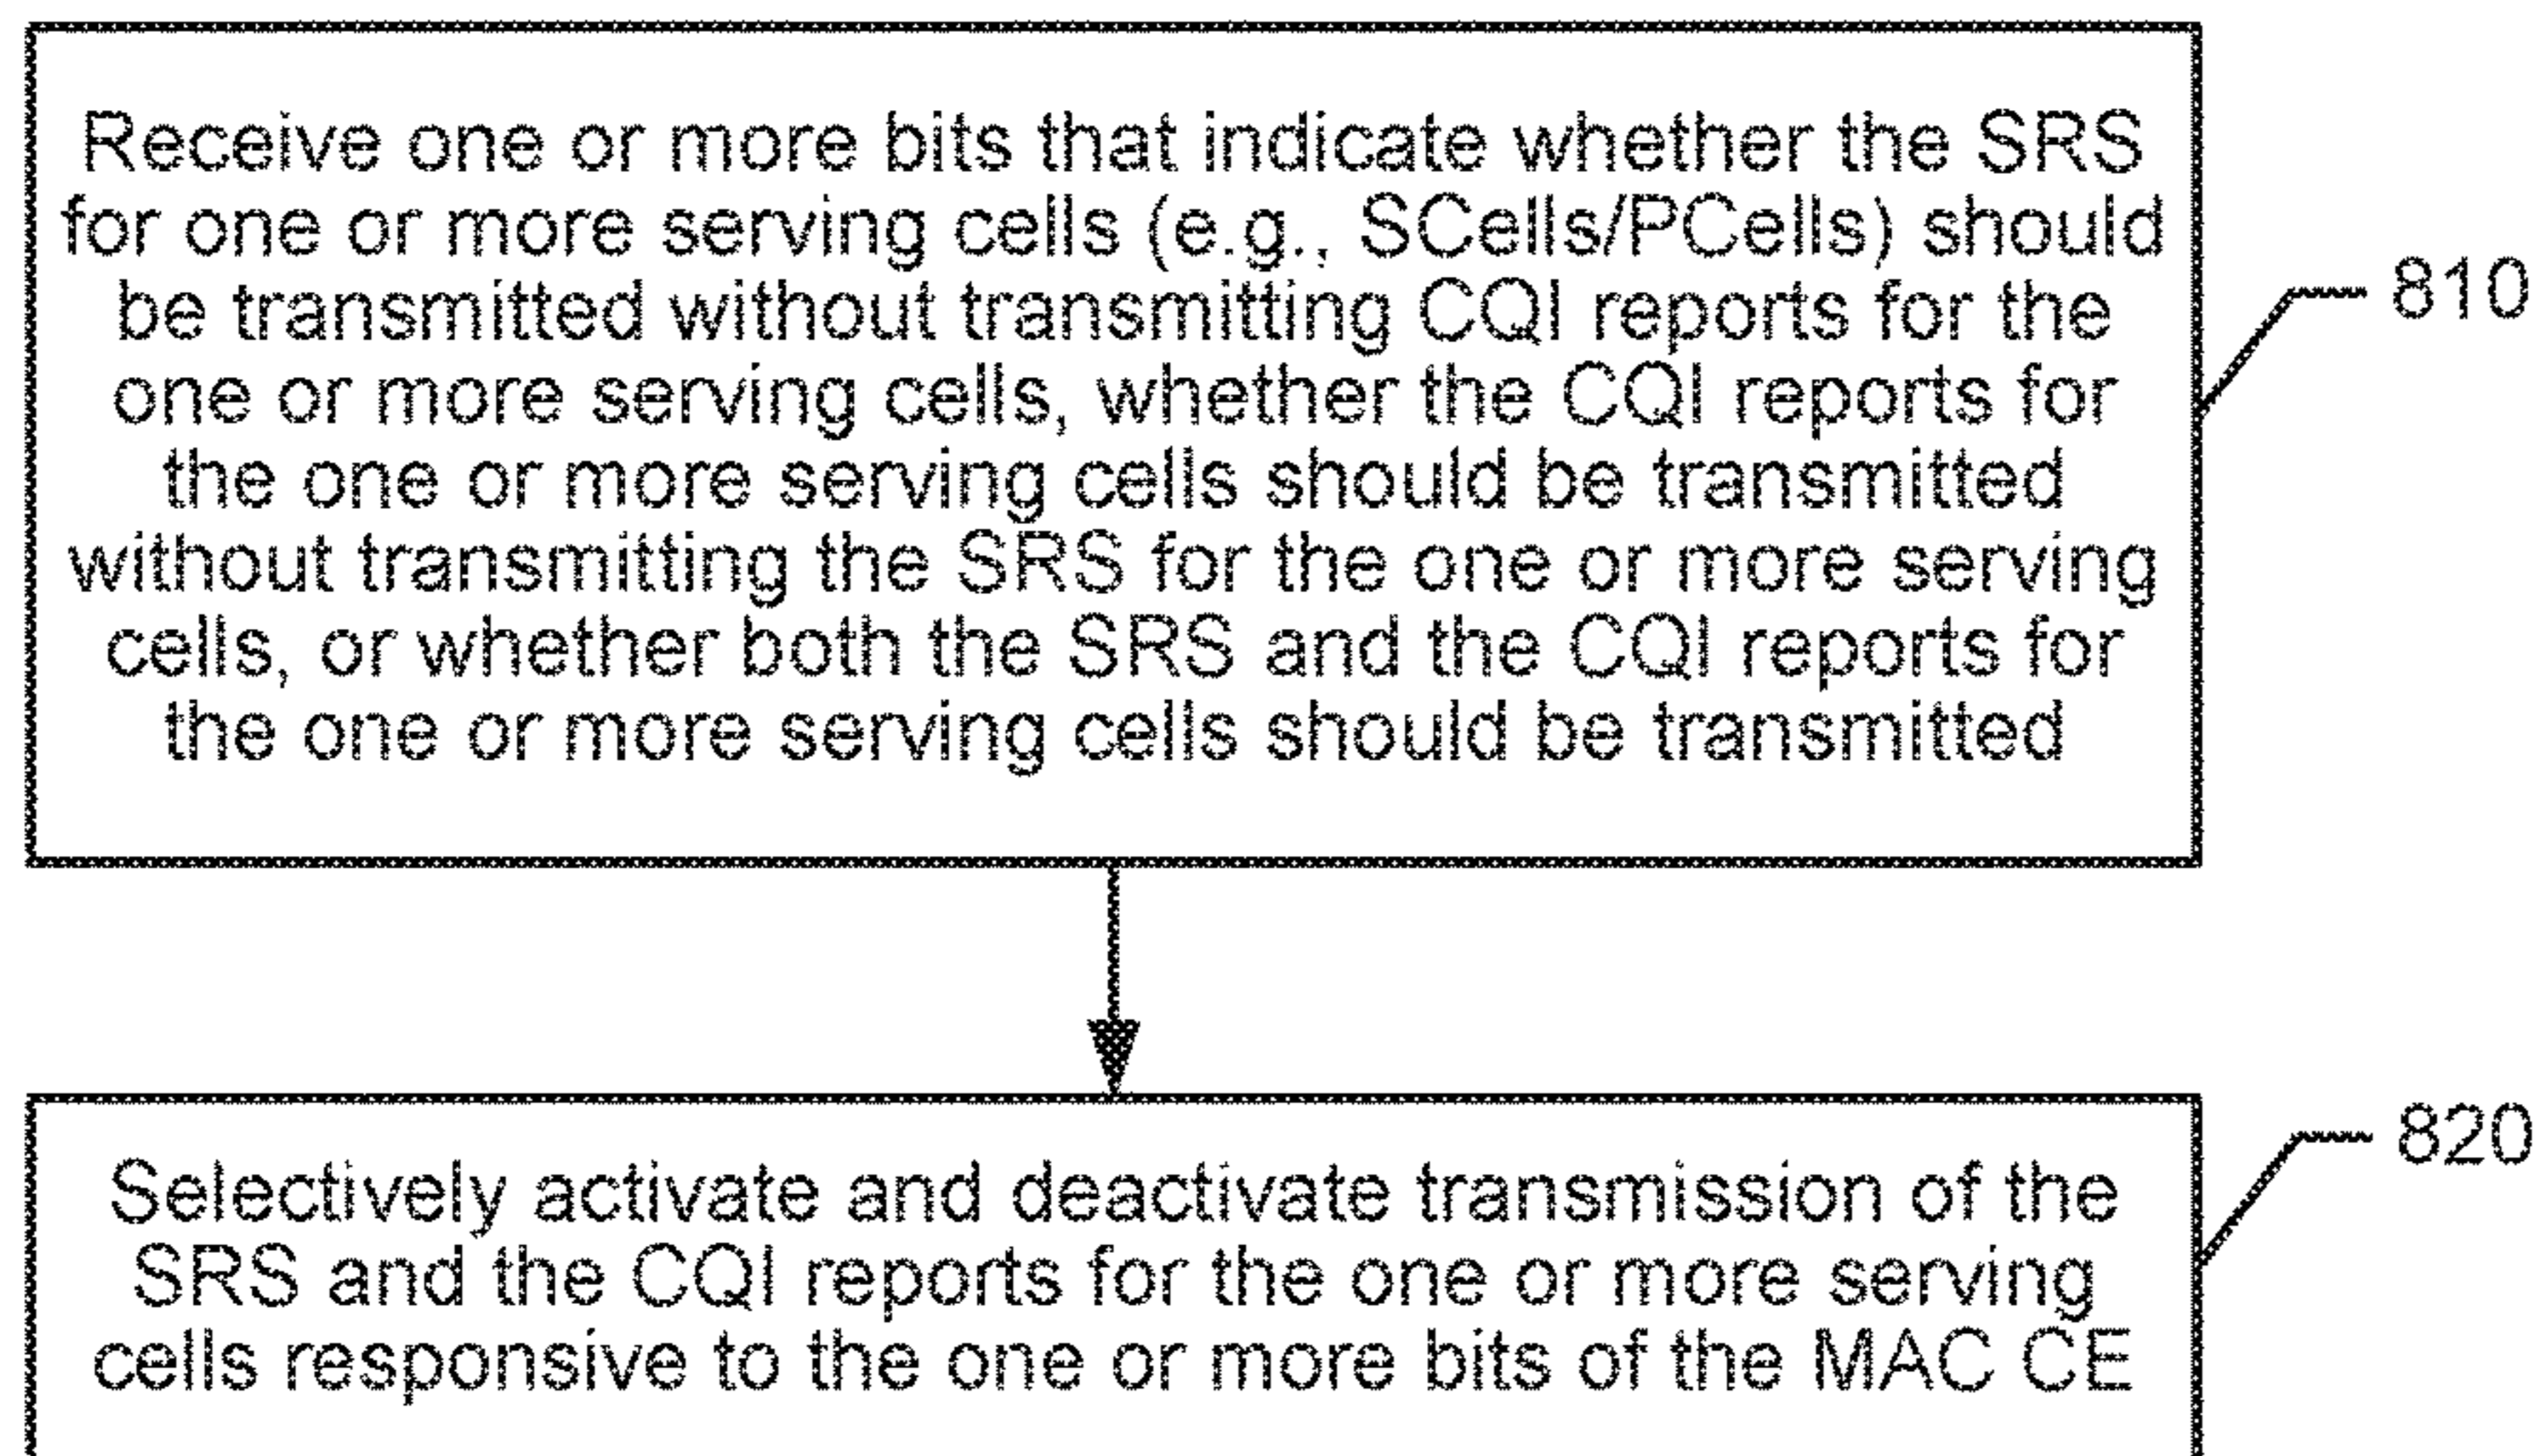 Receive one or more bits that indicate whether the SRS
for one or more serving cells (e.g., SCells/PCells) should
be transmitted without transmitting CQI reports for the
one or more serving cells, whether the CQI reports for
the one or more serving cells should be transmitted
without transmitting the SRS for the one or more serving
cells, or whether both the SRS and the CQI reports for
the one or more serving cells should be transmitted
810
820
Selectively activate and deactivate transmission of the
SRS and the CQI reports for the one or more serving
cells responsive to the one or more bits of the MAC CE